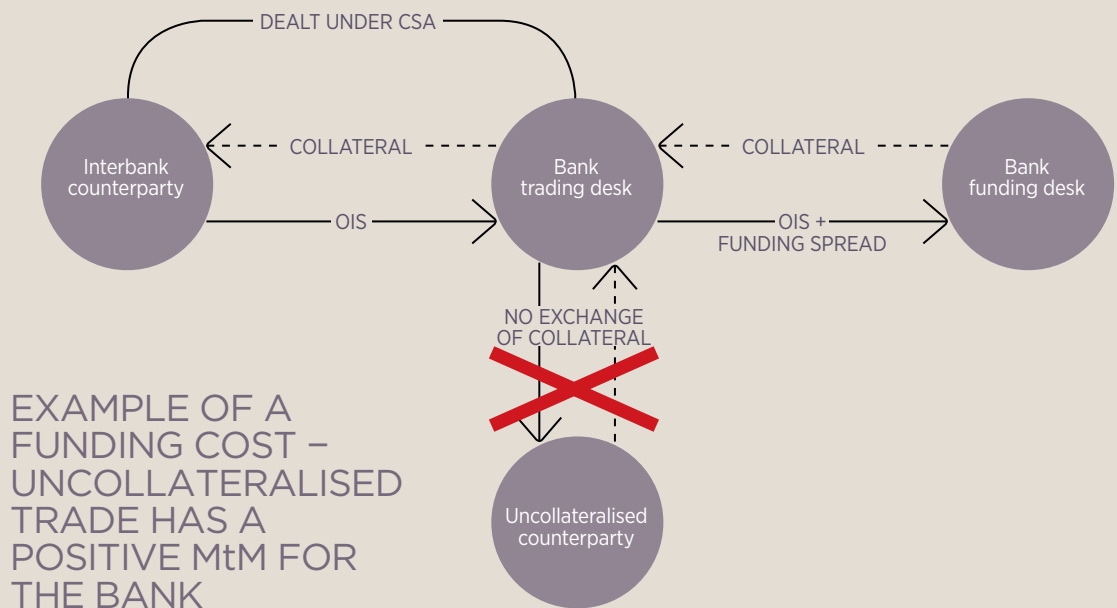 DEALT UNDER CSA
COLLATERAL
COLLATERAL
Interbank
counterparty
Bank
trading desk
Bank
funding desk
OIS
OIS +
FUNDING SPREAD
NO EXCHANGE
OF COLLATERAL
EXAMPLE OF A
FUNDING COST –
UNCOLLATERALISED
TRADE HAS A
POSITIVE MtM FOR
THE BANK
Uncollateralised
counterparty